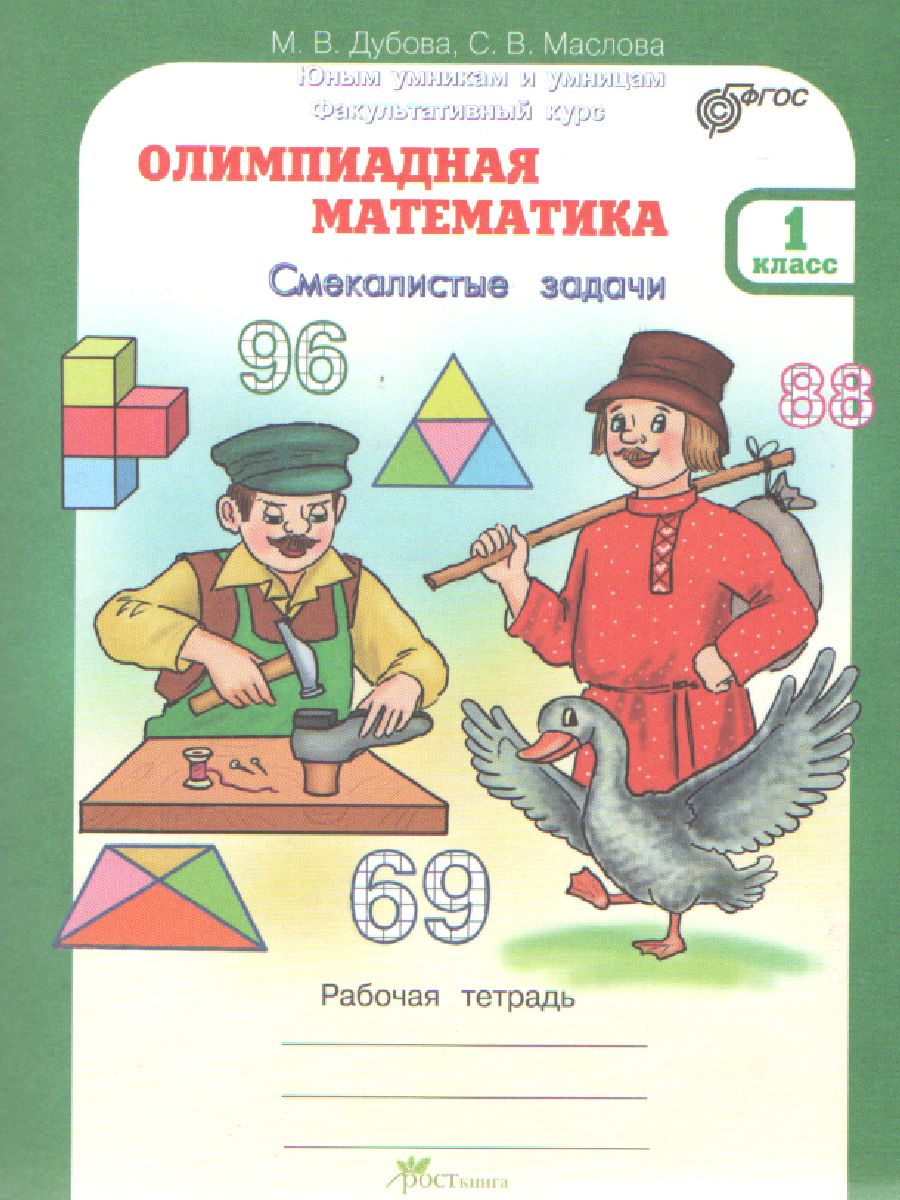 М. В. Дубова, С. В. Маслова
Юным умникам и умницам
Факультативный курс
ФГОС
ОЛИМПИАДНАЯ
МАТЕМАТИКА
1
класс
Смекалистые задачи
96
88
69
Рабочая тетрадь
РОСТкнига